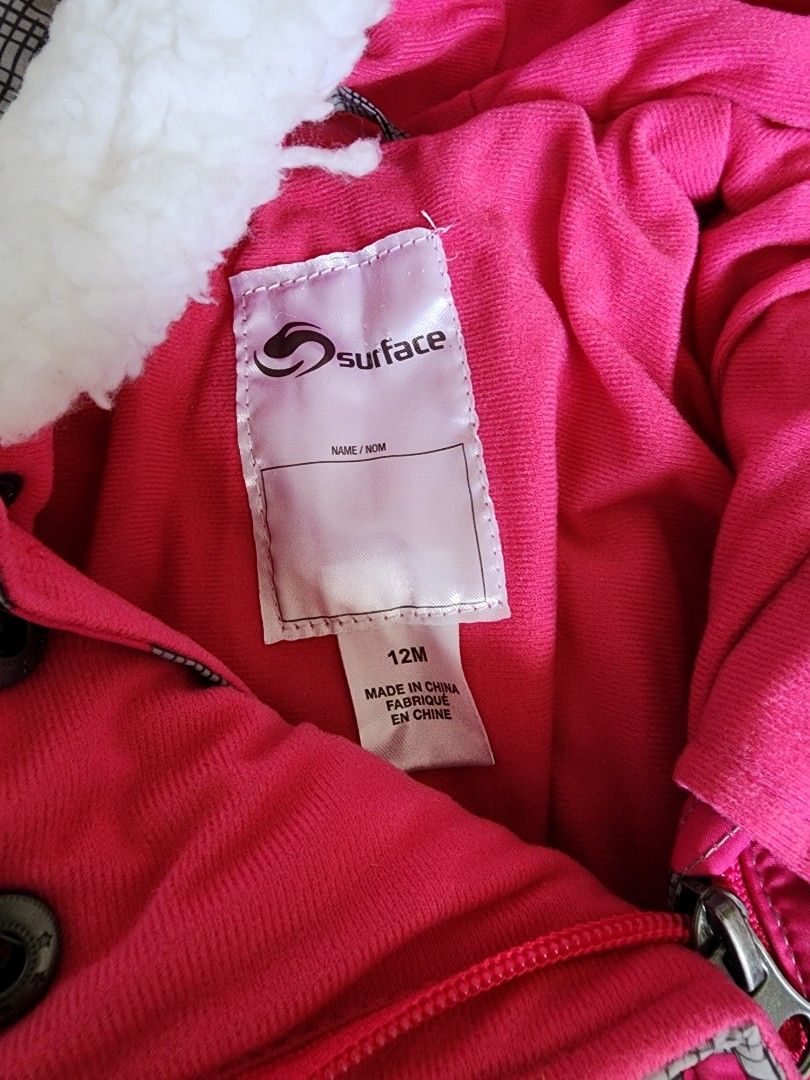 surface
NAME / NOM
12M
MADE IN CHINA
FABRIQUÉ
EN CHINE